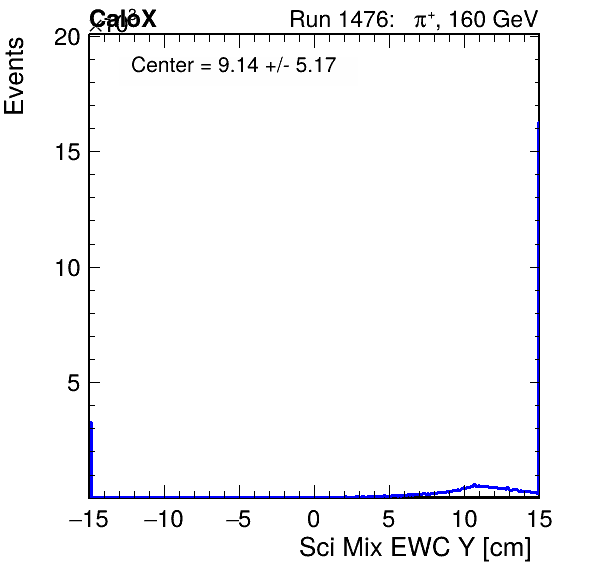 CaloX
×10³
Run 1476: π⁺, 160 GeV
Events
Center = 9.14 +/- 5.17
20
15
10
5
−15 −10 −5 0 5 10 15
Sci Mix EWC Y [cm]